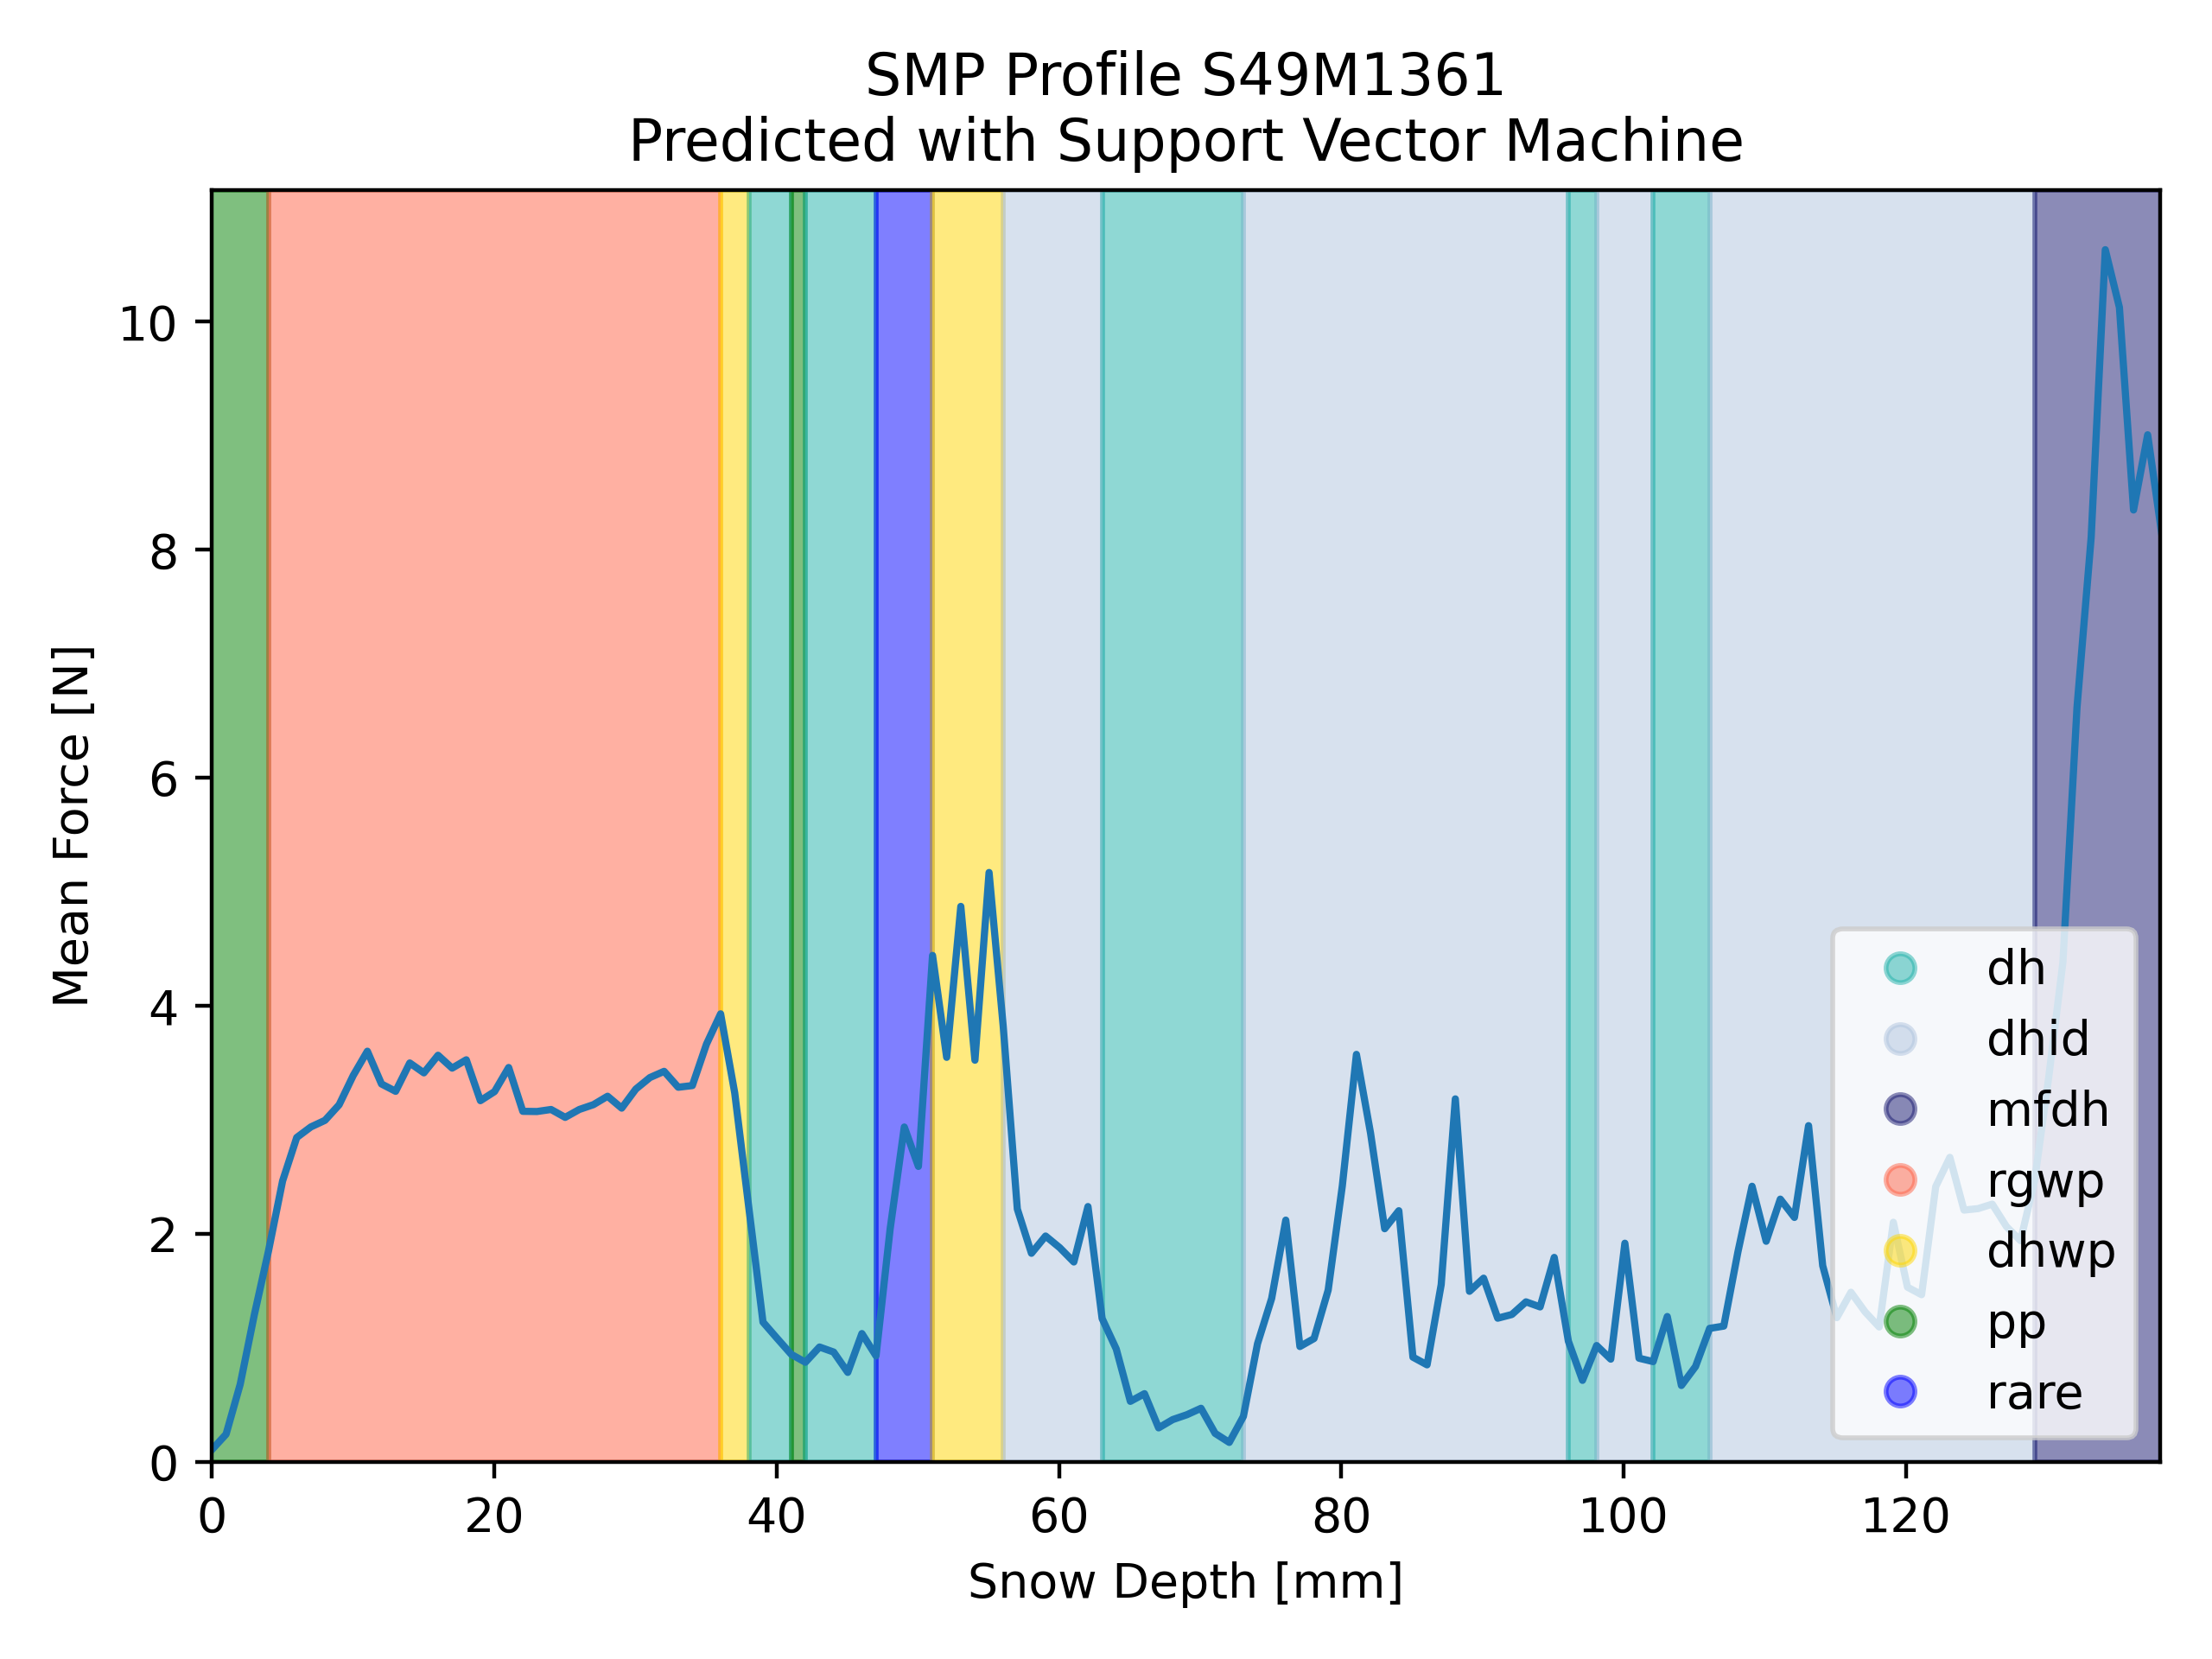 SMP Profile S49M1361
Predicted with Support Vector Machine
Mean Force [N]
10
8
6
4
2
0
0 20 40 60 80 100 120
Snow Depth [mm]
dh
dhid
mfdh
rgwp
dhwp
pp
rare